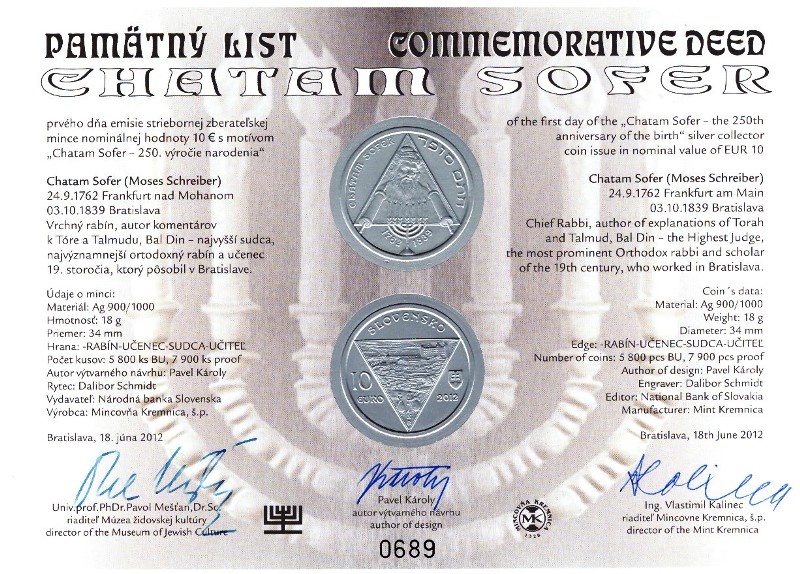 PAMÄTNÝ LIST
COMMEMORATIVE DEED
CHATAM SOFER
prvého dňa emisie striebornej zberateľskej
mince nominálnej hodnoty 10 € s motívom
„Chatam Sofer – 250. výročie narodenia“
Chatam Sofer (Moses Schreiber)
24.9.1762 Frankfurt nad Mohanom
03.10.1839 Bratislava
Vrchný rabín, autor komentárov
k Tóre a Talmudu, Bal Din – najvyšší sudca,
najvýznamnejší ortodoxný rabín a učenec
19. storočia, ktorý pôsobil v Bratislave.
Údaje o minci:
Materiál: Ag 900/1000
Hmotnosť: 18 g
Priemer: 34 mm
Hrana: -RABÍN-UČENEC-SUDCA-UČITEĽ
Počet kusov: 5 800 ks BU, 7 900 ks proof
Autor výtvarného návrhu: Pavel Károly
Rytec: Dalibor Schmidt
Vydavateľ: Národná banka Slovenska
Výrobca: Mincovňa Kremnica, š.p.
Bratislava, 18. júna 2012
of the first day of the „Chatam Sofer – the 250th
anniversary of the birth“ silver collector
coin issue in nominal value of EUR 10
Chatam Sofer (Moses Schreiber)
24.9.1762 Frankfurt am Main
03.10.1839 Bratislava
Chief Rabbi, author of explanations of Torah
and Talmud, Bal Din – the Highest Judge,
the most prominent Orthodox rabbi and scholar
of the 19th century, who worked in Bratislava.
Coin´s data:
Material: Ag 900/1000
Weight: 18 g
Diameter: 34 mm
Edge: -RABÍN-UČENEC-SUDCA-UČITEĽ
Number of coins: 5 800 pcs BU, 7 900 pcs proof
Author of design: Pavel Károly
Engraver: Dalibor Schmidt
Editor: National Bank of Slovakia
Manufacturer: Mint Kremnica
Bratislava, 18th June 2012
CHATAM SOFER
חתם סופר
1762 1839
SLOVENSKO
10
EURO
2012
Univ.prof.PhDr.Pavol Mešťan,Dr.Sc.
riaditeľ Múzea židovskej kultúry
director of the Museum of Jewish Culture
Pavel Károly
autor výtvarného návrhu
author of design
0689
MINCOVŇA KREMNICA
MK
1328
Ing. Vlastimil Kalinec
riaditeľ Mincovne Kremnica, š.p.
director of the Mint Kremnica